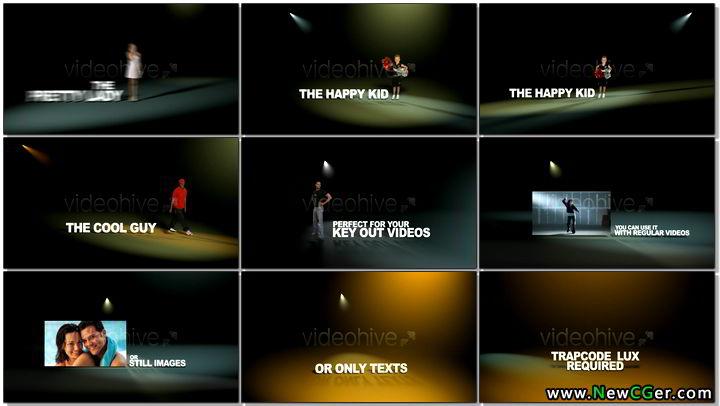 videohive
THE
PRETTY LADY
videohive
THE HAPPY KID
videohive
THE HAPPY KID
videohive
THE COOL GUY
videohive
PERFECT FOR YOUR
KEY OUT VIDEOS
videohive
YOU CAN USE IT
WITH REGULAR VIDEOS
videohive
OR
STILL IMAGES
videohive
OR ONLY TEXTS
videohive
TRAPCODE LUX
REQUIRED
www.NewCGer.com